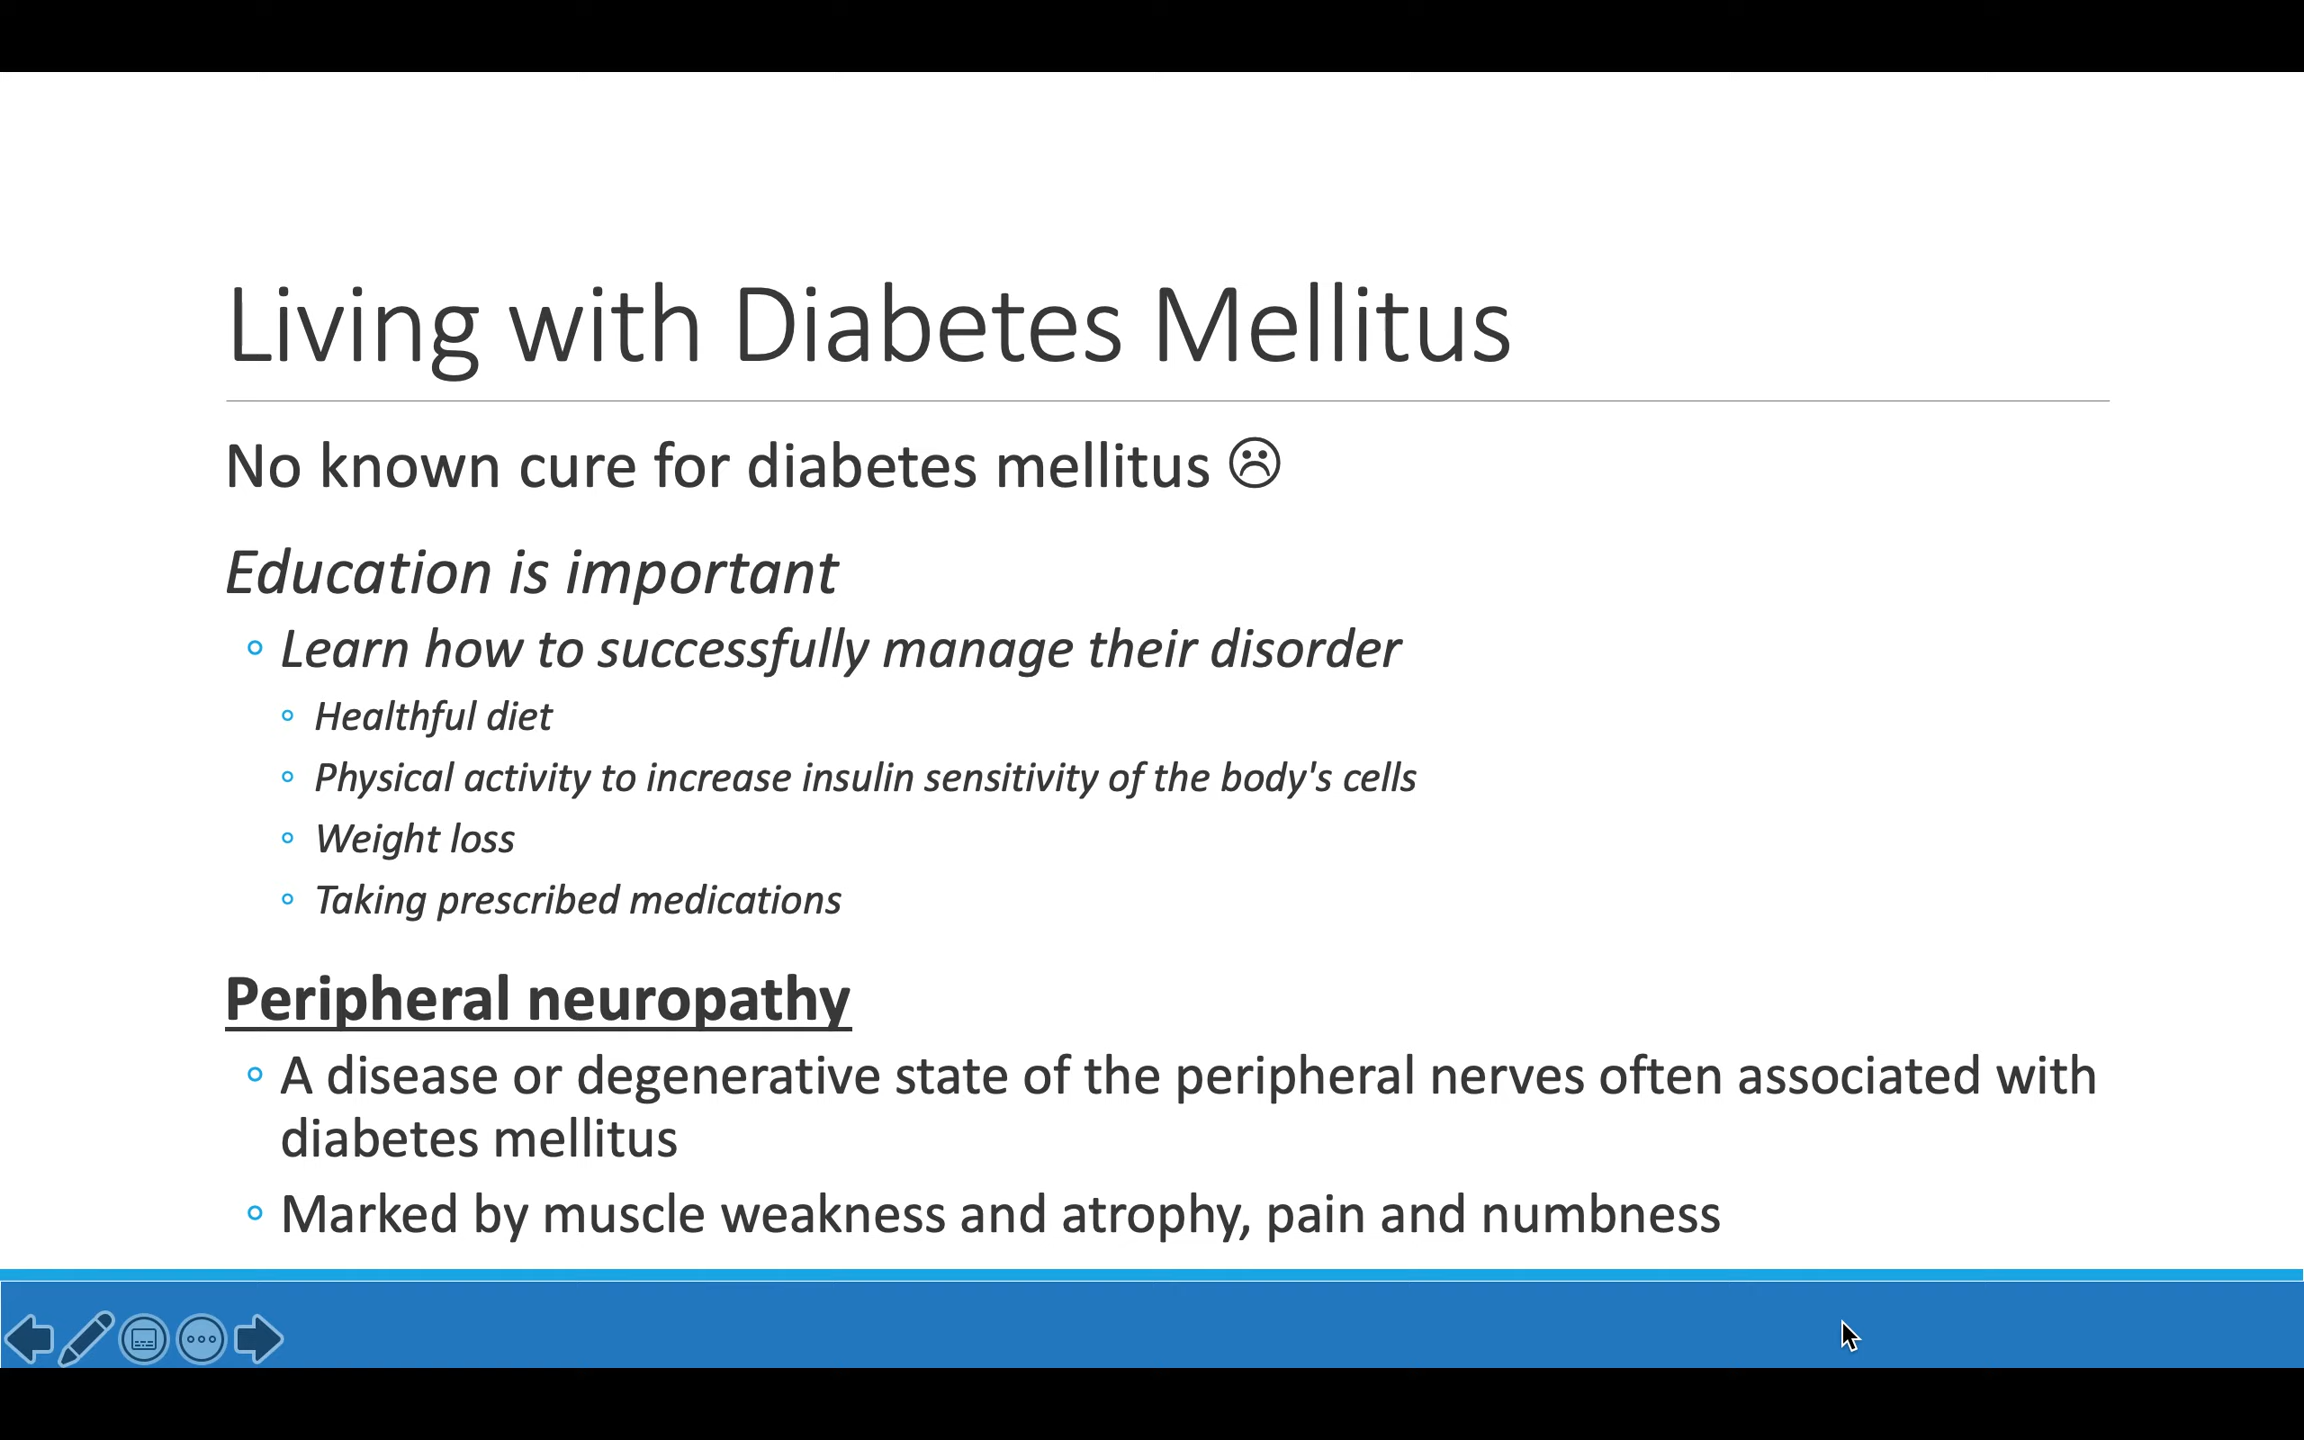 Living with Diabetes Mellitus
No known cure for diabetes mellitus ☹
Education is important
◦ Learn how to successfully manage their disorder
◦ Healthful diet
◦ Physical activity to increase insulin sensitivity of the body's cells
◦ Weight loss
◦ Taking prescribed medications
Peripheral neuropathy
◦ A disease or degenerative state of the peripheral nerves often associated with
diabetes mellitus
◦ Marked by muscle weakness and atrophy, pain and numbness